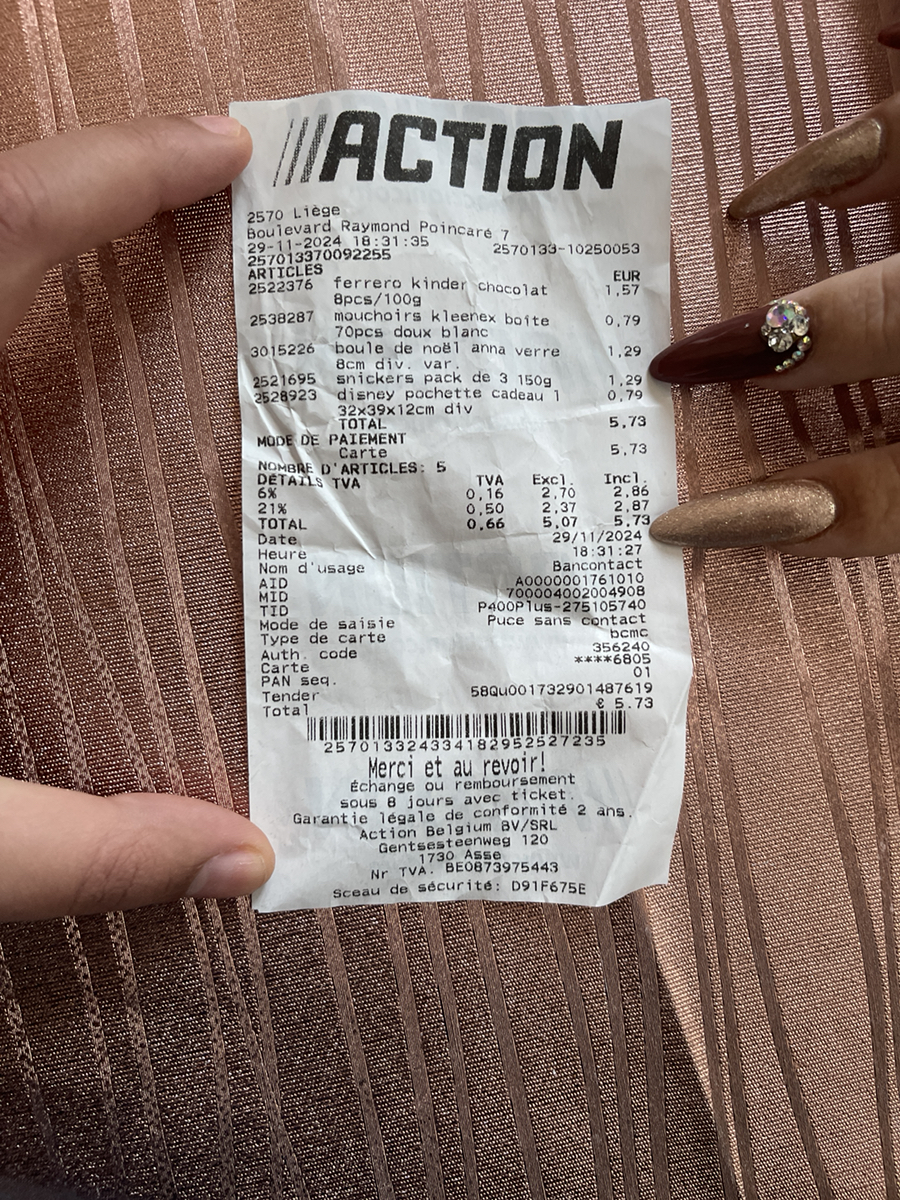 ACTION
2570 Liège
Boulevard Raymond Poincaré 7
29-11-2024 18:31:35 2570133-10250053
257013370092255
ARTICLES EUR
2522376 ferrero kinder chocolat 1,57
8pcs/100g
2538287 mouchoirs kleenex boîte 0,79
70pcs doux blanc
3015226 boule de noël anna verre 1,29
8cm div. var.
2521695 snickers pack de 3 150g 1,29
2528923 disney pochette cadeau 1 0,79
32x39x12cm div
TOTAL 5,73
MODE DE PAIEMENT
Carte 5,73
NOMBRE D'ARTICLES: 5
DÉTAILS TVA TVA Excl. Incl.
6% 0,16 2,70 2,86
21% 0,50 2,37 2,87
TOTAL 0,66 5,07 5,73
Date 29/11/2024
Heure 18:31:27
Nom d'usage Bancontact
AID A0000001761010
MID 700004002004908
TID P400Plus-275105740
Mode de saisie Puce sans contact
Type de carte bcmc
Auth. code 356240
Carte ****6805
PAN seq. 01
Tender 58Qu001732901487619
Total € 5.73
257013324334182952527235
Merci et au revoir!
Échange ou remboursement
sous 8 jours avec ticket.
Garantie légale de conformité 2 ans.
Action Belgium BV/SRL
Gentsesteenweg 120
1730 Asse
Nr TVA. BE0873975443
Sceau de sécurité: D91F675E